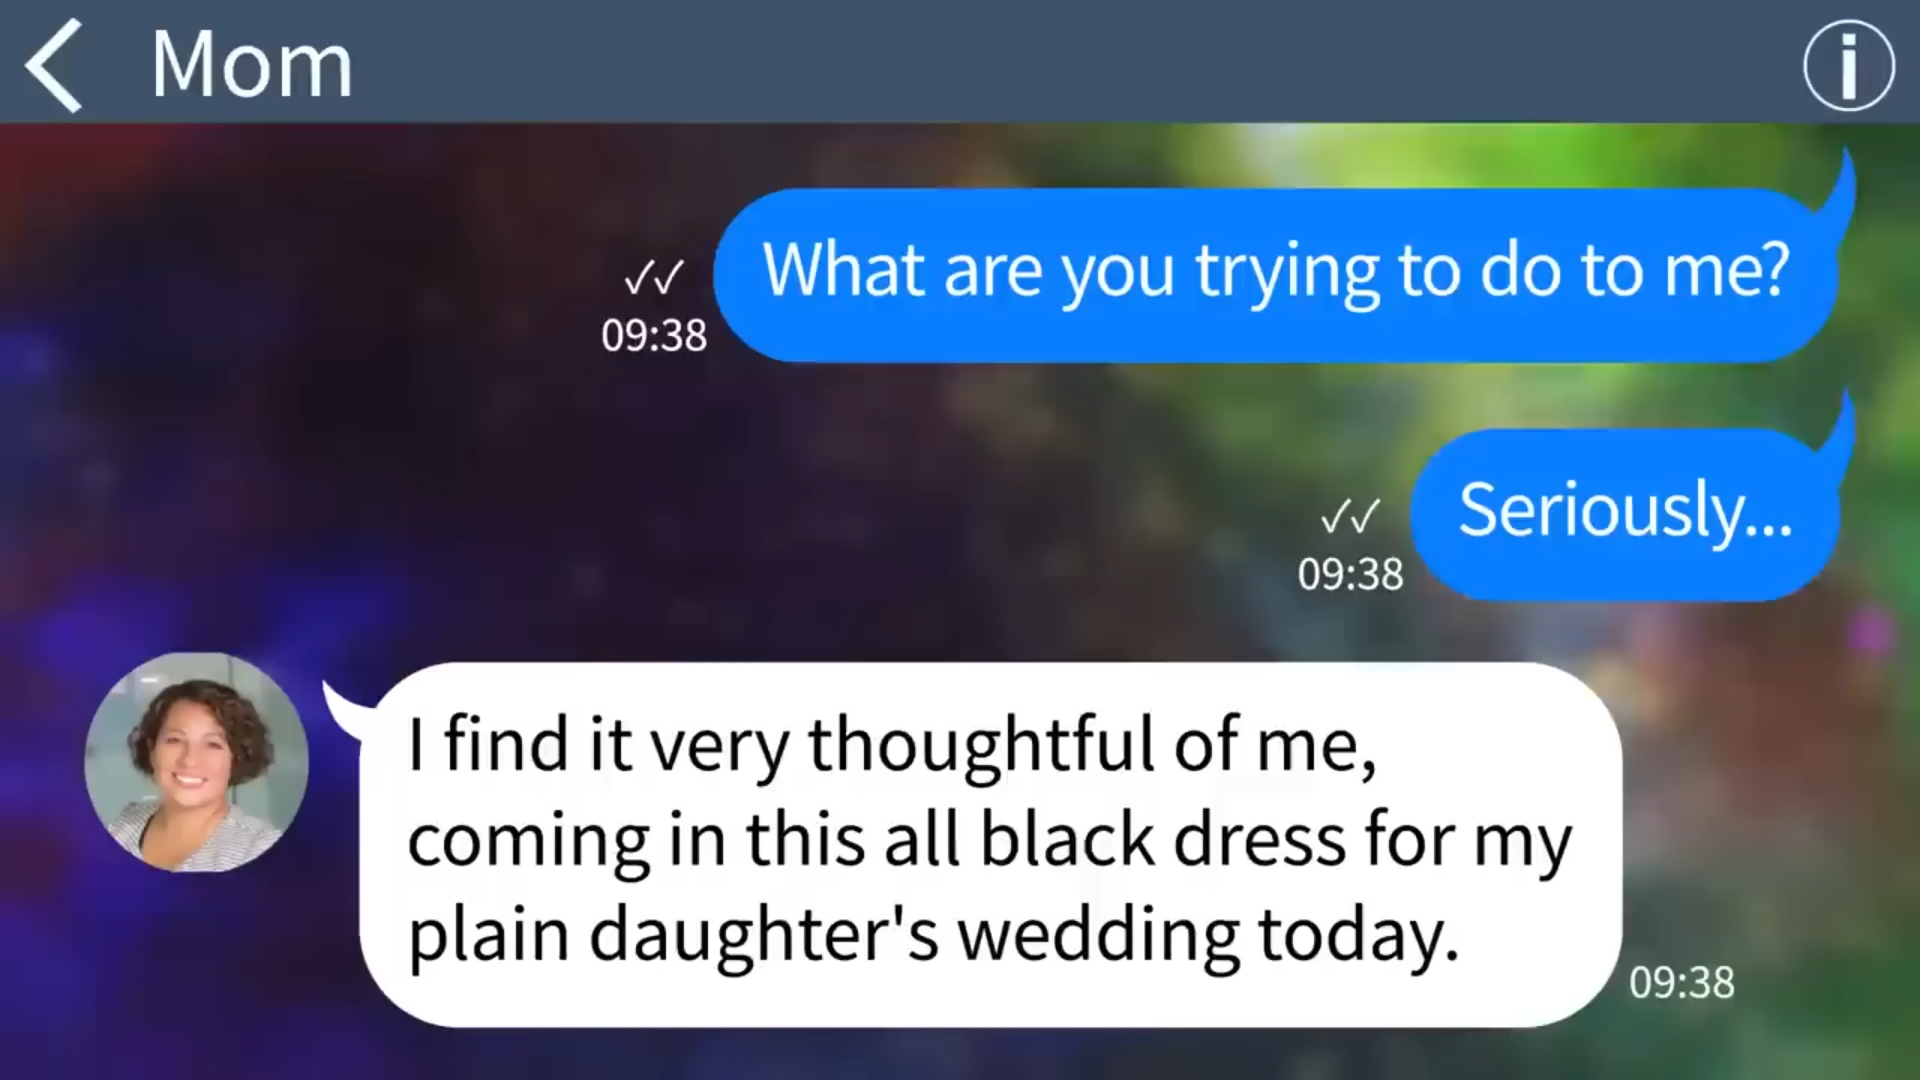 Mom
What are you trying to do to me?
✓✓
09:38
Seriously...
✓✓
09:38
I find it very thoughtful of me,
coming in this all black dress for my
plain daughter's wedding today.
09:38